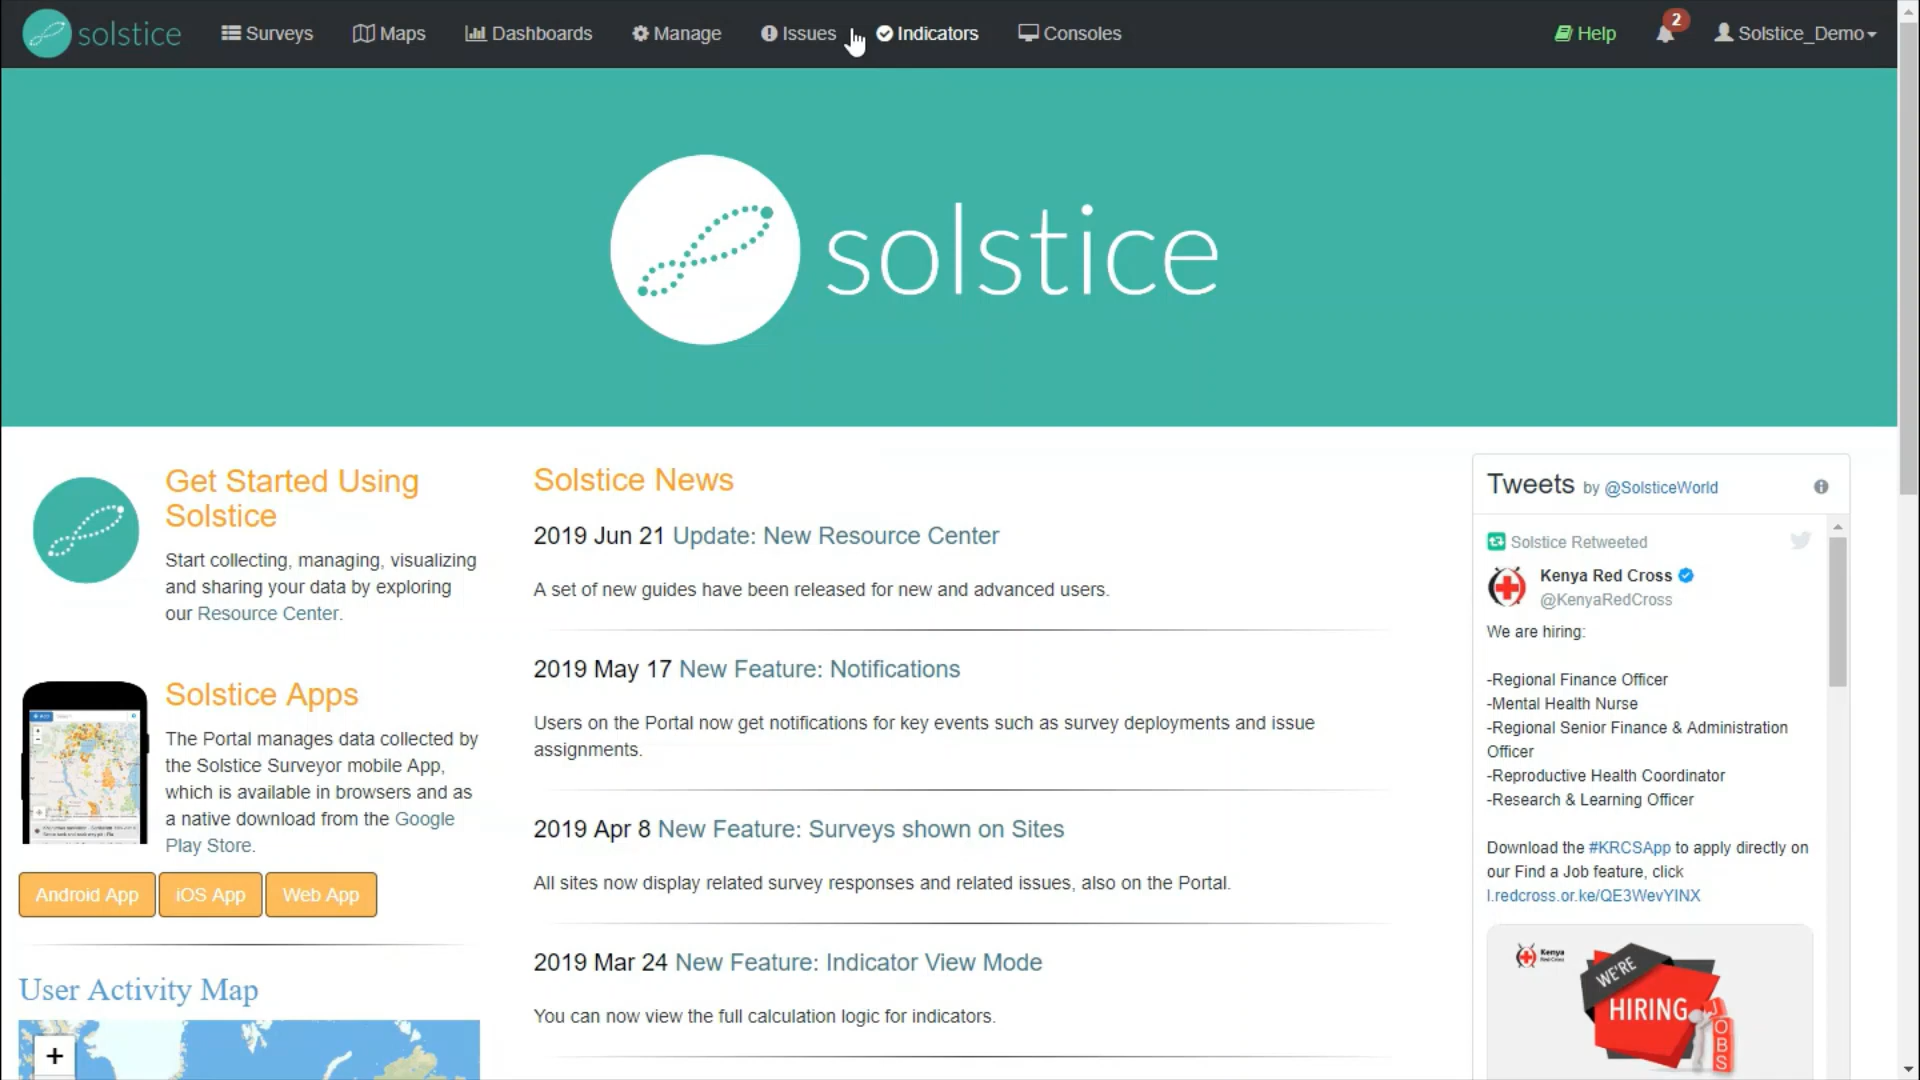 solstice
Surveys
Maps
Dashboards
Manage
Issues
Indicators
Consoles
Help
2
Solstice_Demo
solstice
Get Started Using
Solstice
Start collecting, managing, visualizing
and sharing your data by exploring
our Resource Center.
Solstice Apps
The Portal manages data collected by
the Solstice Surveyor mobile App,
which is available in browsers and as
a native download from the Google
Play Store.
Android App
iOS App
Web App
User Activity Map
+
Solstice News
2019 Jun 21 Update: New Resource Center
A set of new guides have been released for new and advanced users.
2019 May 17 New Feature: Notifications
Users on the Portal now get notifications for key events such as survey deployments and issue
assignments.
2019 Apr 8 New Feature: Surveys shown on Sites
All sites now display related survey responses and related issues, also on the Portal.
2019 Mar 24 New Feature: Indicator View Mode
You can now view the full calculation logic for indicators.
Tweets by @SolsticeWorld
Solstice Retweeted
Kenya Red Cross
@KenyaRedCross
We are hiring:
-Regional Finance Officer
-Mental Health Nurse
-Regional Senior Finance & Administration
Officer
-Reproductive Health Coordinator
-Research & Learning Officer
Download the #KRCSApp to apply directly on
our Find a Job feature, click
l.redcross.or.ke/QE3WevYINX
Kenya
Red Cross
WE'RE
HIRING
JOBS